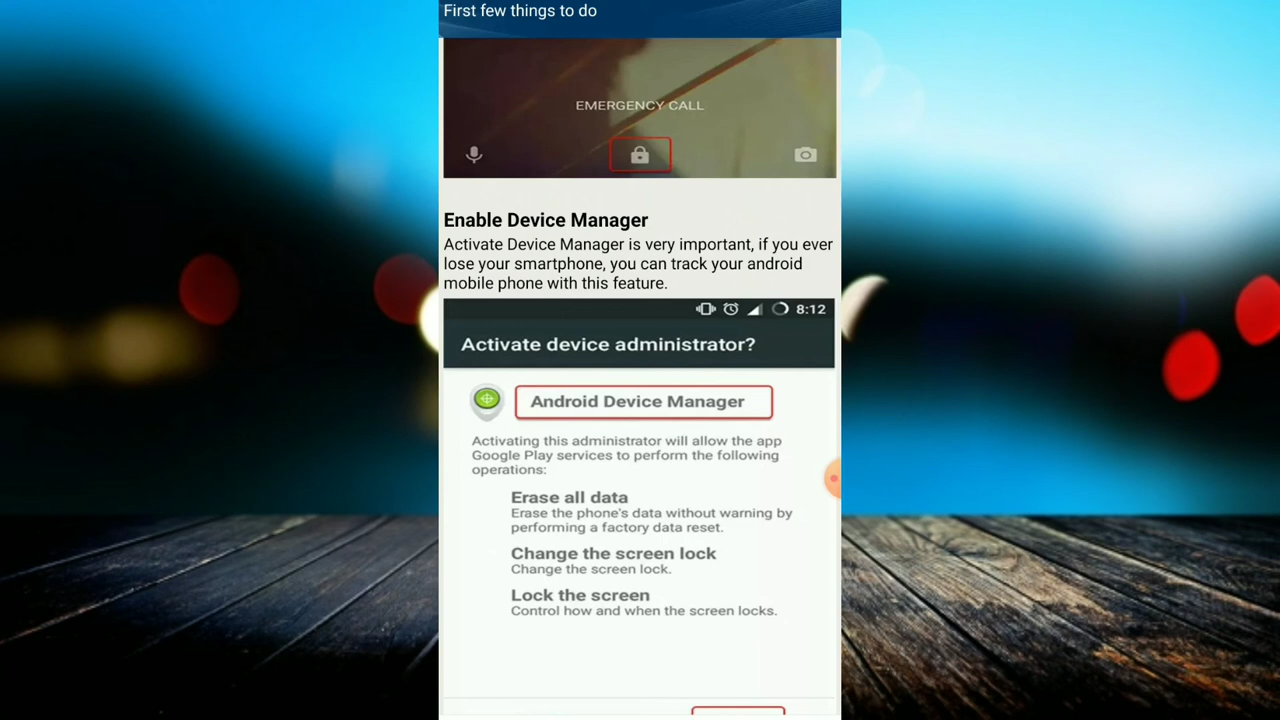 First few things to do
EMERGENCY CALL
Enable Device Manager
Activate Device Manager is very important, if you ever
lose your smartphone, you can track your android
mobile phone with this feature.
8:12
Activate device administrator?
Android Device Manager
Activating this administrator will allow the app
Google Play services to perform the following
operations:
Erase all data
Erase the phone's data without warning by
performing a factory data reset.
Change the screen lock
Change the screen lock.
Lock the screen
Control how and when the screen locks.